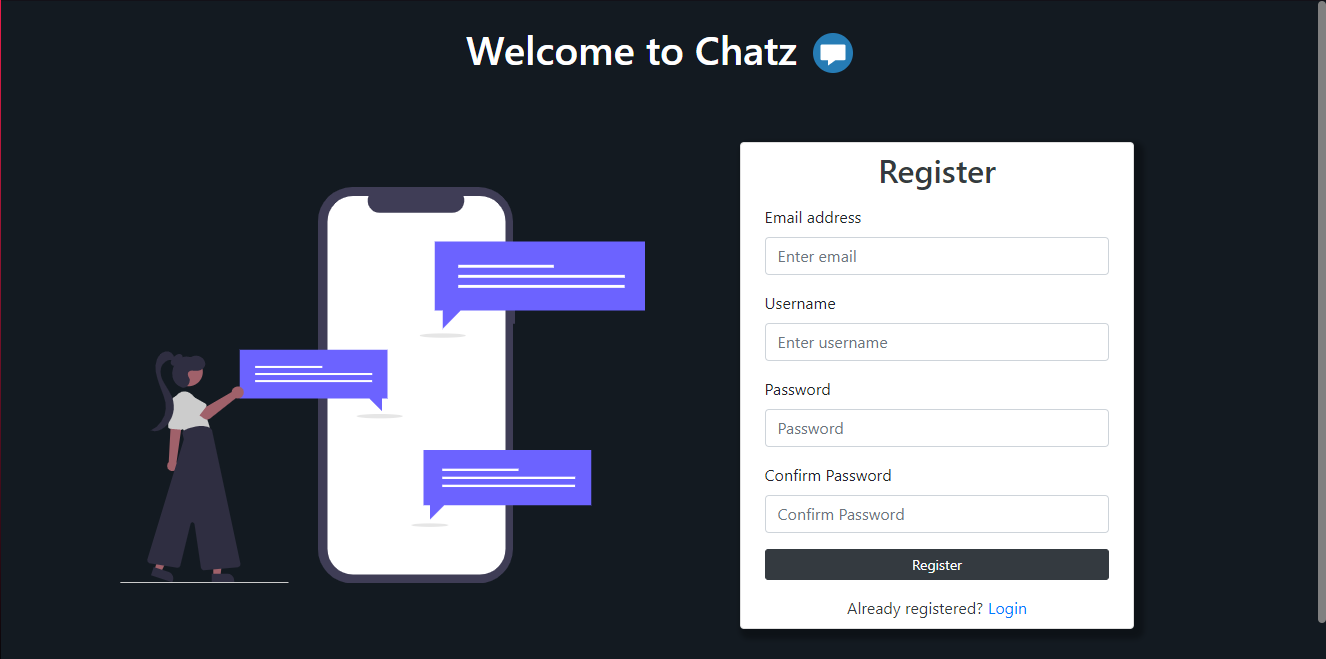 Welcome to Chatz
Register
Email address
Enter email
Username
Enter username
Password
Password
Confirm Password
Confirm Password
Register
Already registered? Login